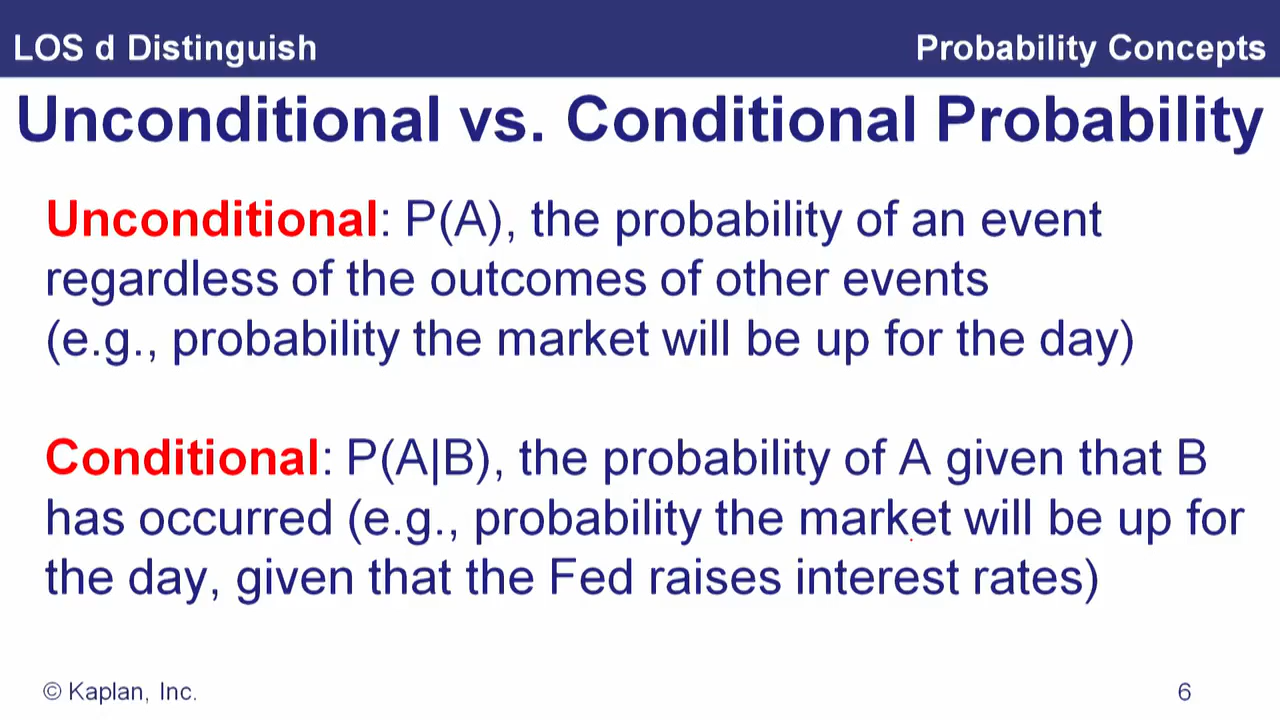 LOS d Distinguish
Probability Concepts
Unconditional vs. Conditional Probability
Unconditional: P(A), the probability of an event
regardless of the outcomes of other events
(e.g., probability the market will be up for the day)
Conditional: P(A|B), the probability of A given that B
has occurred (e.g., probability the market will be up for
the day, given that the Fed raises interest rates)
© Kaplan, Inc.
6